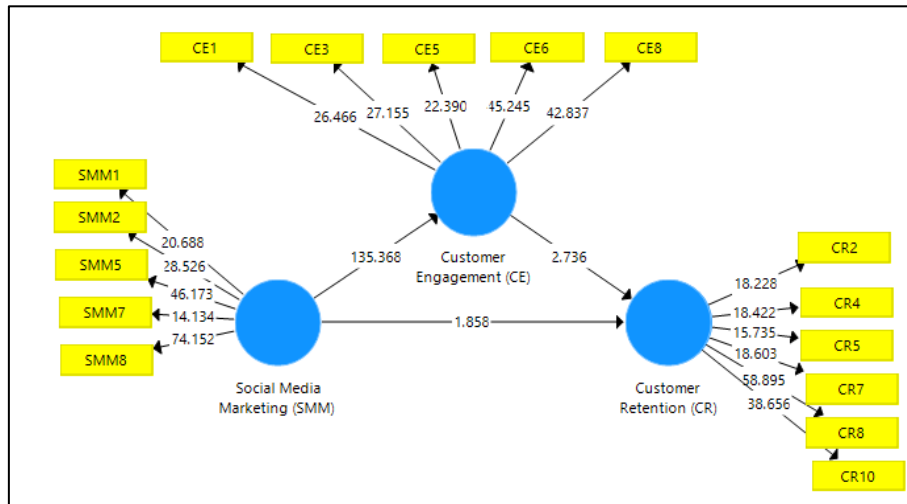 CE1
CE3
CE5
CE6
CE8
26.466
27.155
22.390
45.245
42.837
SMM1
SMM2
SMM5
SMM7
SMM8
20.688
28.526
46.173
14.134
74.152
135.368
Customer
Engagement (CE)
2.736
1.858
Social Media
Marketing (SMM)
Customer
Retention (CR)
18.228
18.422
15.735
18.603
58.895
38.656
CR2
CR4
CR5
CR7
CR8
CR10